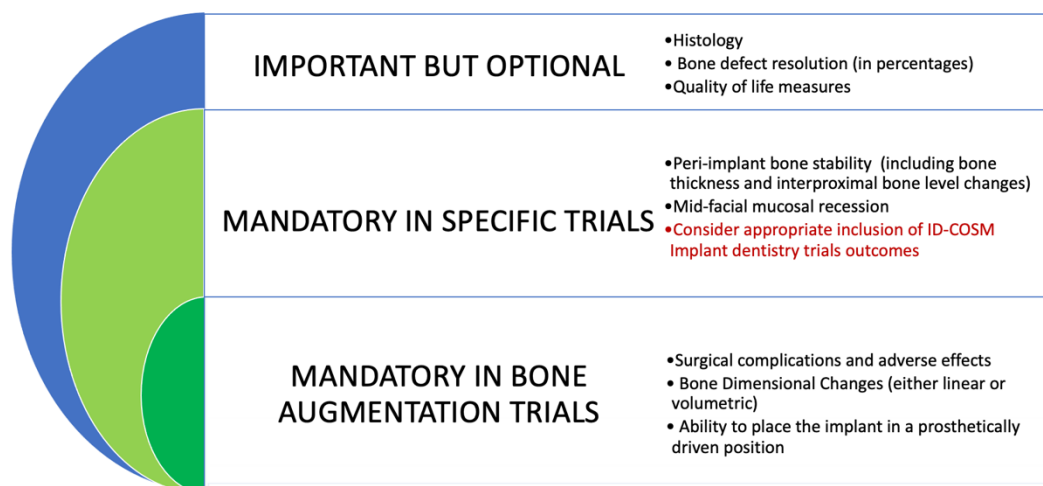 IMPORTANT BUT OPTIONAL
•Histology
• Bone defect resolution (in percentages)
•Quality of life measures
MANDATORY IN SPECIFIC TRIALS
•Peri-implant bone stability (including bone
thickness and interproximal bone level changes)
•Mid-facial mucosal recession
•Consider appropriate inclusion of ID-COSM
Implant dentistry trials outcomes
MANDATORY IN BONE
AUGMENTATION TRIALS
•Surgical complications and adverse effects
• Bone Dimensional Changes (either linear or
volumetric)
• Ability to place the implant in a prosthetically
driven position